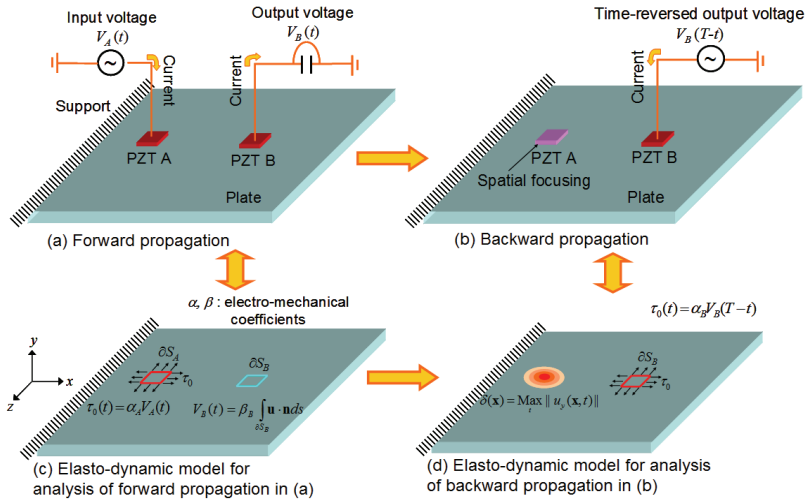 Input voltage
V_A(t)
Output voltage
V_B(t)
Current
Current
Support
PZT A
PZT B
Plate
(a) Forward propagation
Time-reversed output voltage
V_B(T-t)
Current
PZT A
PZT B
Spatial focusing
Plate
(b) Backward propagation
α, β : electro-mechanical
coefficients
y
x
z
∂S_A
τ_0
τ_0(t)=α_A V_A(t)
∂S_B
V_B(t)=β_B ∫_{∂S_B} u·n ds
(c) Elasto-dynamic model for
analysis of forward propagation in (a)
τ_0(t)=α_B V_B(T-t)
∂S_B
τ_0
δ(x)=Max_t ‖u_y(x,t)‖
(d) Elasto-dynamic model for analysis
of backward propagation in (b)